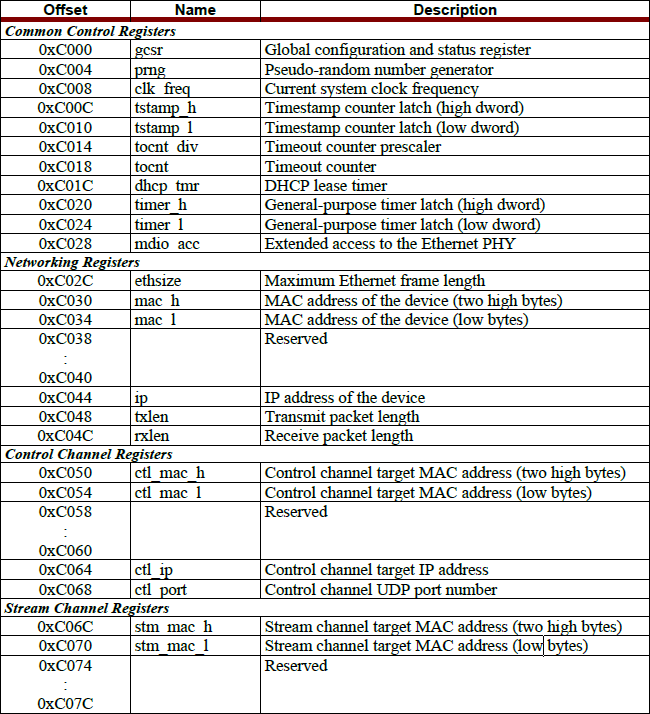 Offset Name Description
Common Control Registers
0xC000 gcsr Global configuration and status register
0xC004 prng Pseudo-random number generator
0xC008 clk_freq Current system clock frequency
0xC00C tstamp_h Timestamp counter latch (high dword)
0xC010 tstamp_l Timestamp counter latch (low dword)
0xC014 tocnt_div Timeout counter prescaler
0xC018 tocnt Timeout counter
0xC01C dhcp_tmr DHCP lease timer
0xC020 timer_h General-purpose timer latch (high dword)
0xC024 timer_l General-purpose timer latch (low dword)
0xC028 mdio_acc Extended access to the Ethernet PHY
Networking Registers
0xC02C ethsize Maximum Ethernet frame length
0xC030 mac_h MAC address of the device (two high bytes)
0xC034 mac_l MAC address of the device (low bytes)
0xC038 Reserved
:
0xC040
0xC044 ip IP address of the device
0xC048 txlen Transmit packet length
0xC04C rxlen Receive packet length
Control Channel Registers
0xC050 ctl_mac_h Control channel target MAC address (two high bytes)
0xC054 ctl_mac_l Control channel target MAC address (low bytes)
0xC058 Reserved
:
0xC060
0xC064 ctl_ip Control channel target IP address
0xC068 ctl_port Control channel UDP port number
Stream Channel Registers
0xC06C stm_mac_h Stream channel target MAC address (two high bytes)
0xC070 stm_mac_l Stream channel target MAC address (low bytes)
0xC074 Reserved
:
0xC07C